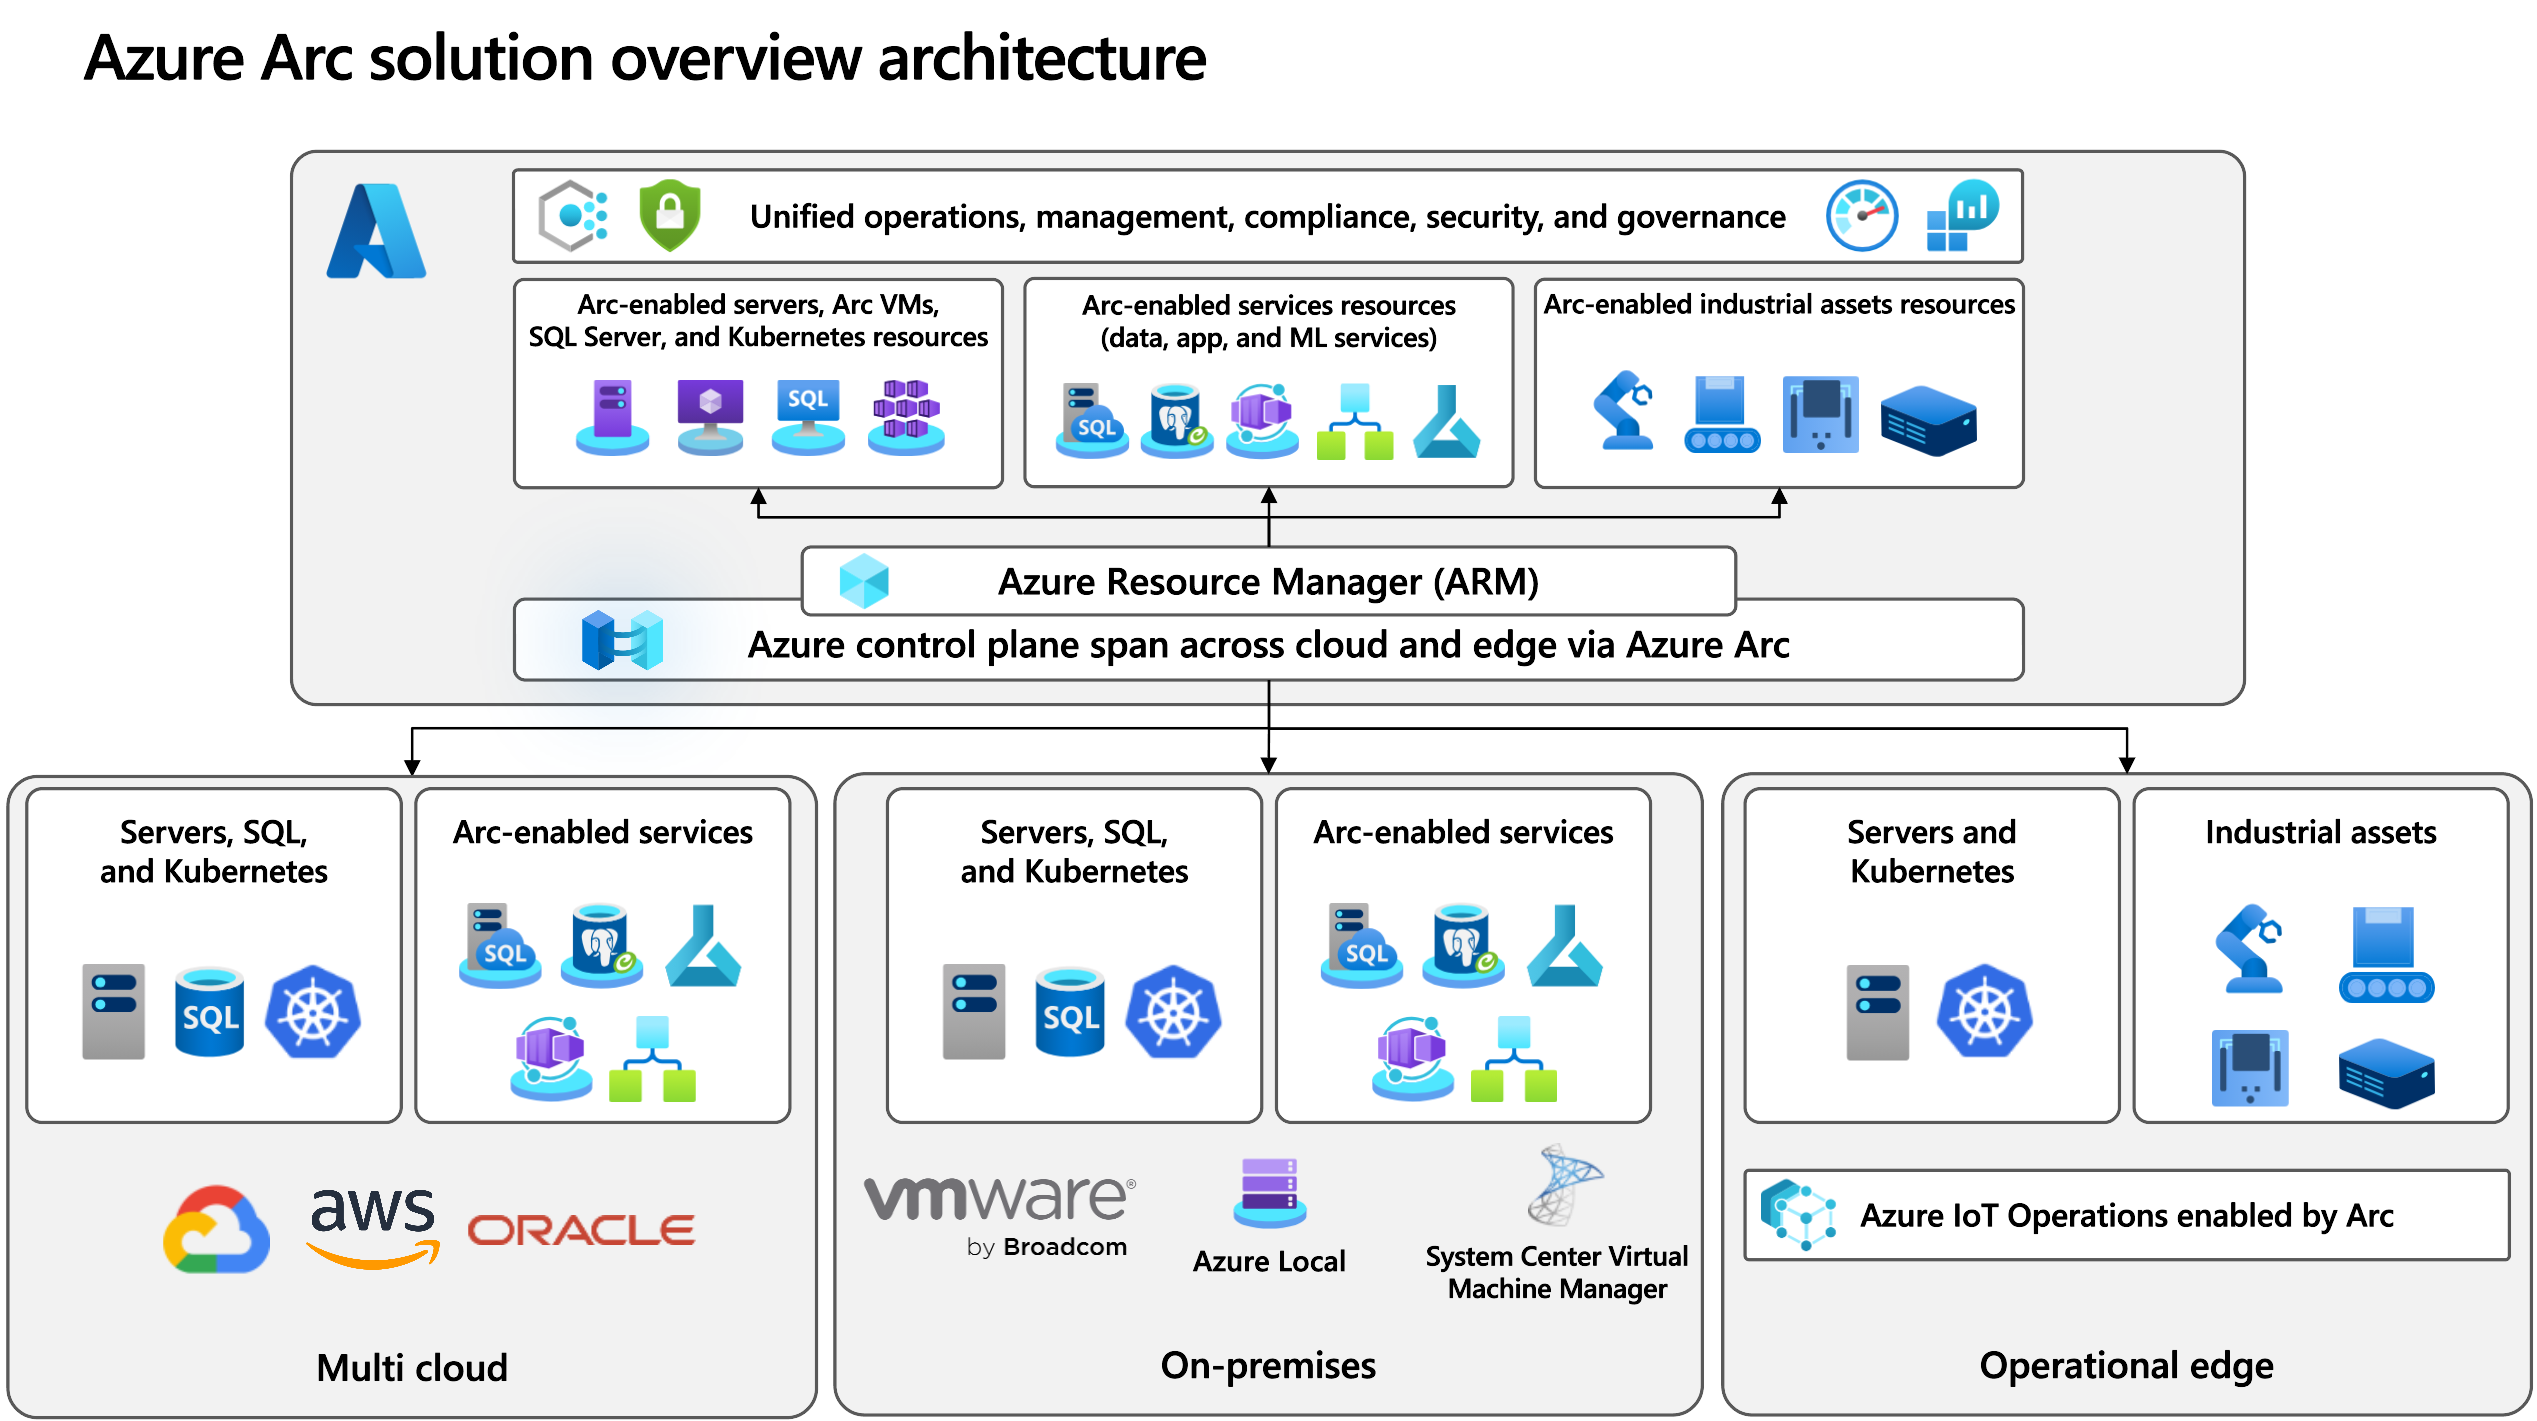 Azure Arc solution overview architecture
Unified operations, management, compliance, security, and governance
Arc-enabled servers, Arc VMs,
SQL Server, and Kubernetes resources
SQL
Arc-enabled services resources
(data, app, and ML services)
SQL
Arc-enabled industrial assets resources
Azure Resource Manager (ARM)
Azure control plane span across cloud and edge via Azure Arc
Servers, SQL,
and Kubernetes
SQL
Arc-enabled services
SQL
aws
ORACLE
Multi cloud
Servers, SQL,
and Kubernetes
SQL
Arc-enabled services
SQL
vmware®
by Broadcom
Azure Local
System Center Virtual
Machine Manager
On-premises
Servers and
Kubernetes
Industrial assets
Azure IoT Operations enabled by Arc
Operational edge